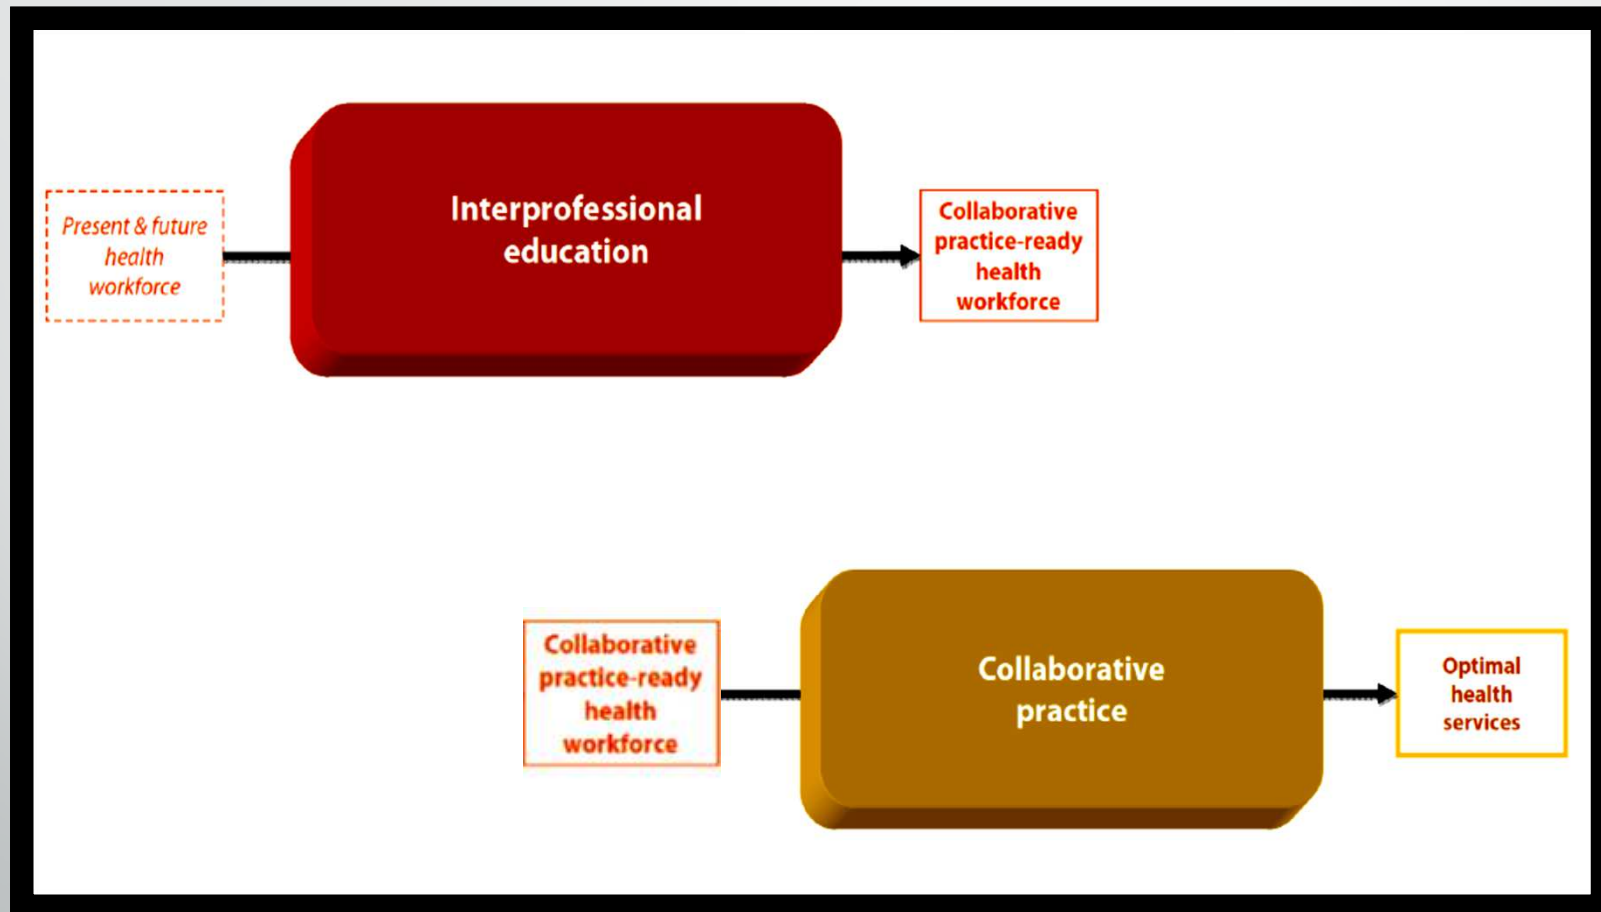 Present & future
health
workforce
Interprofessional
education
Collaborative
practice-ready
health
workforce
Collaborative
practice-ready
health
workforce
Collaborative
practice
Optimal
health
services